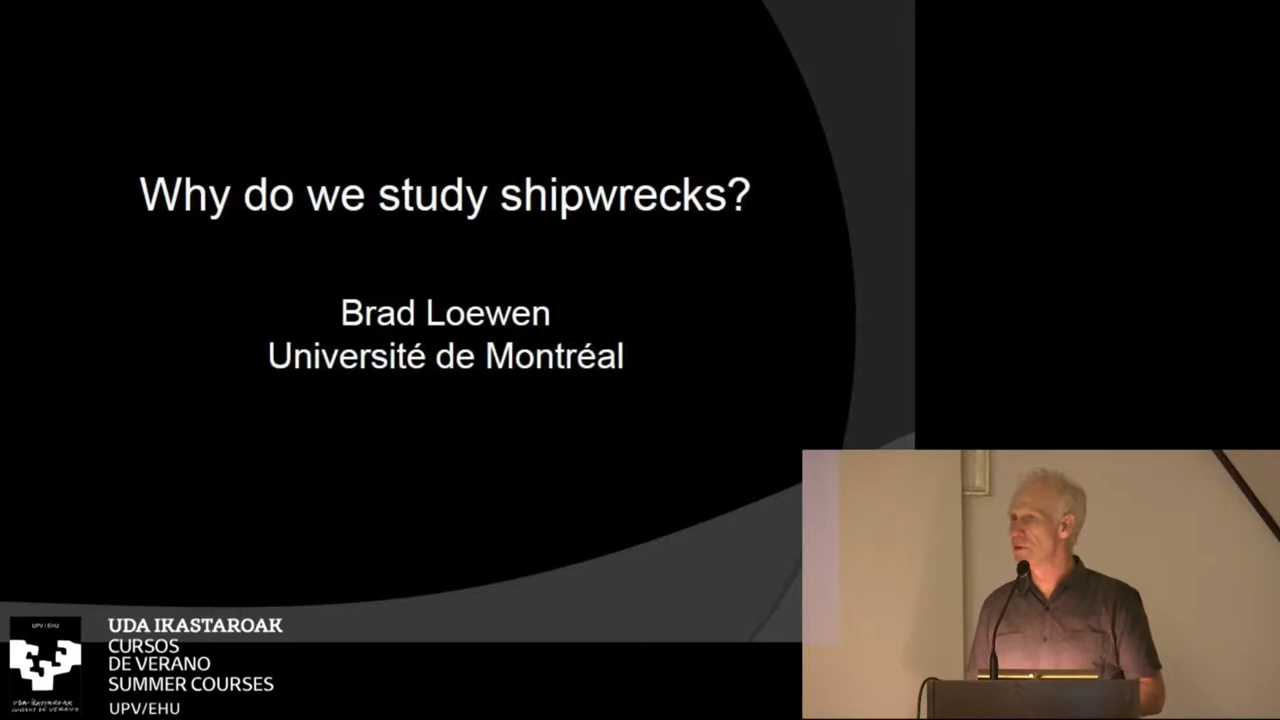 Why do we study shipwrecks?
Brad Loewen
Université de Montréal
UPV / EHU
UDA IKASTAROAK
CURSOS
DE VERANO
SUMMER COURSES
UPV/EHU